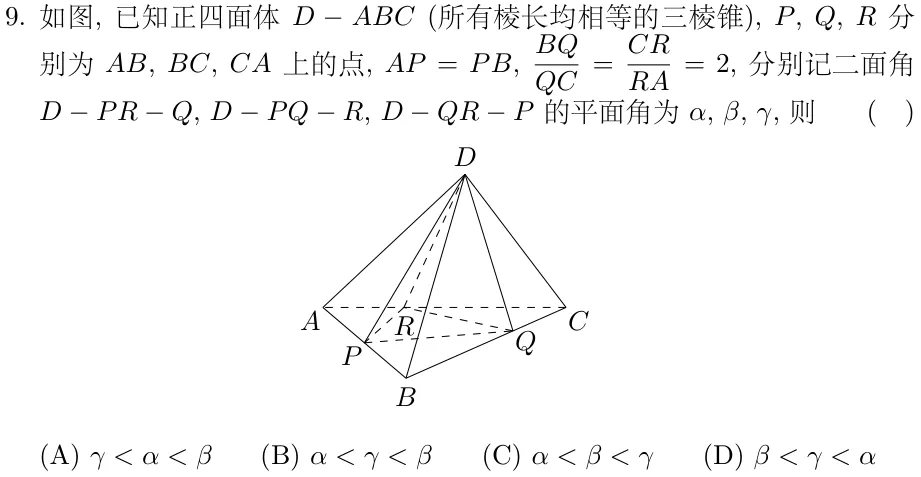 9. 如图, 已知正四面体 D − ABC (所有棱长均相等的三棱锥), P, Q, R 分
别为 AB, BC, CA 上的点, AP = PB, \frac{BQ}{QC} = \frac{CR}{RA} = 2, 分别记二面角
D − PR − Q, D − PQ − R, D − QR − P 的平面角为 α, β, γ, 则 ( )
D
A
R
C
P
Q
B
(A) γ < α < β (B) α < γ < β (C) α < β < γ (D) β < γ < α